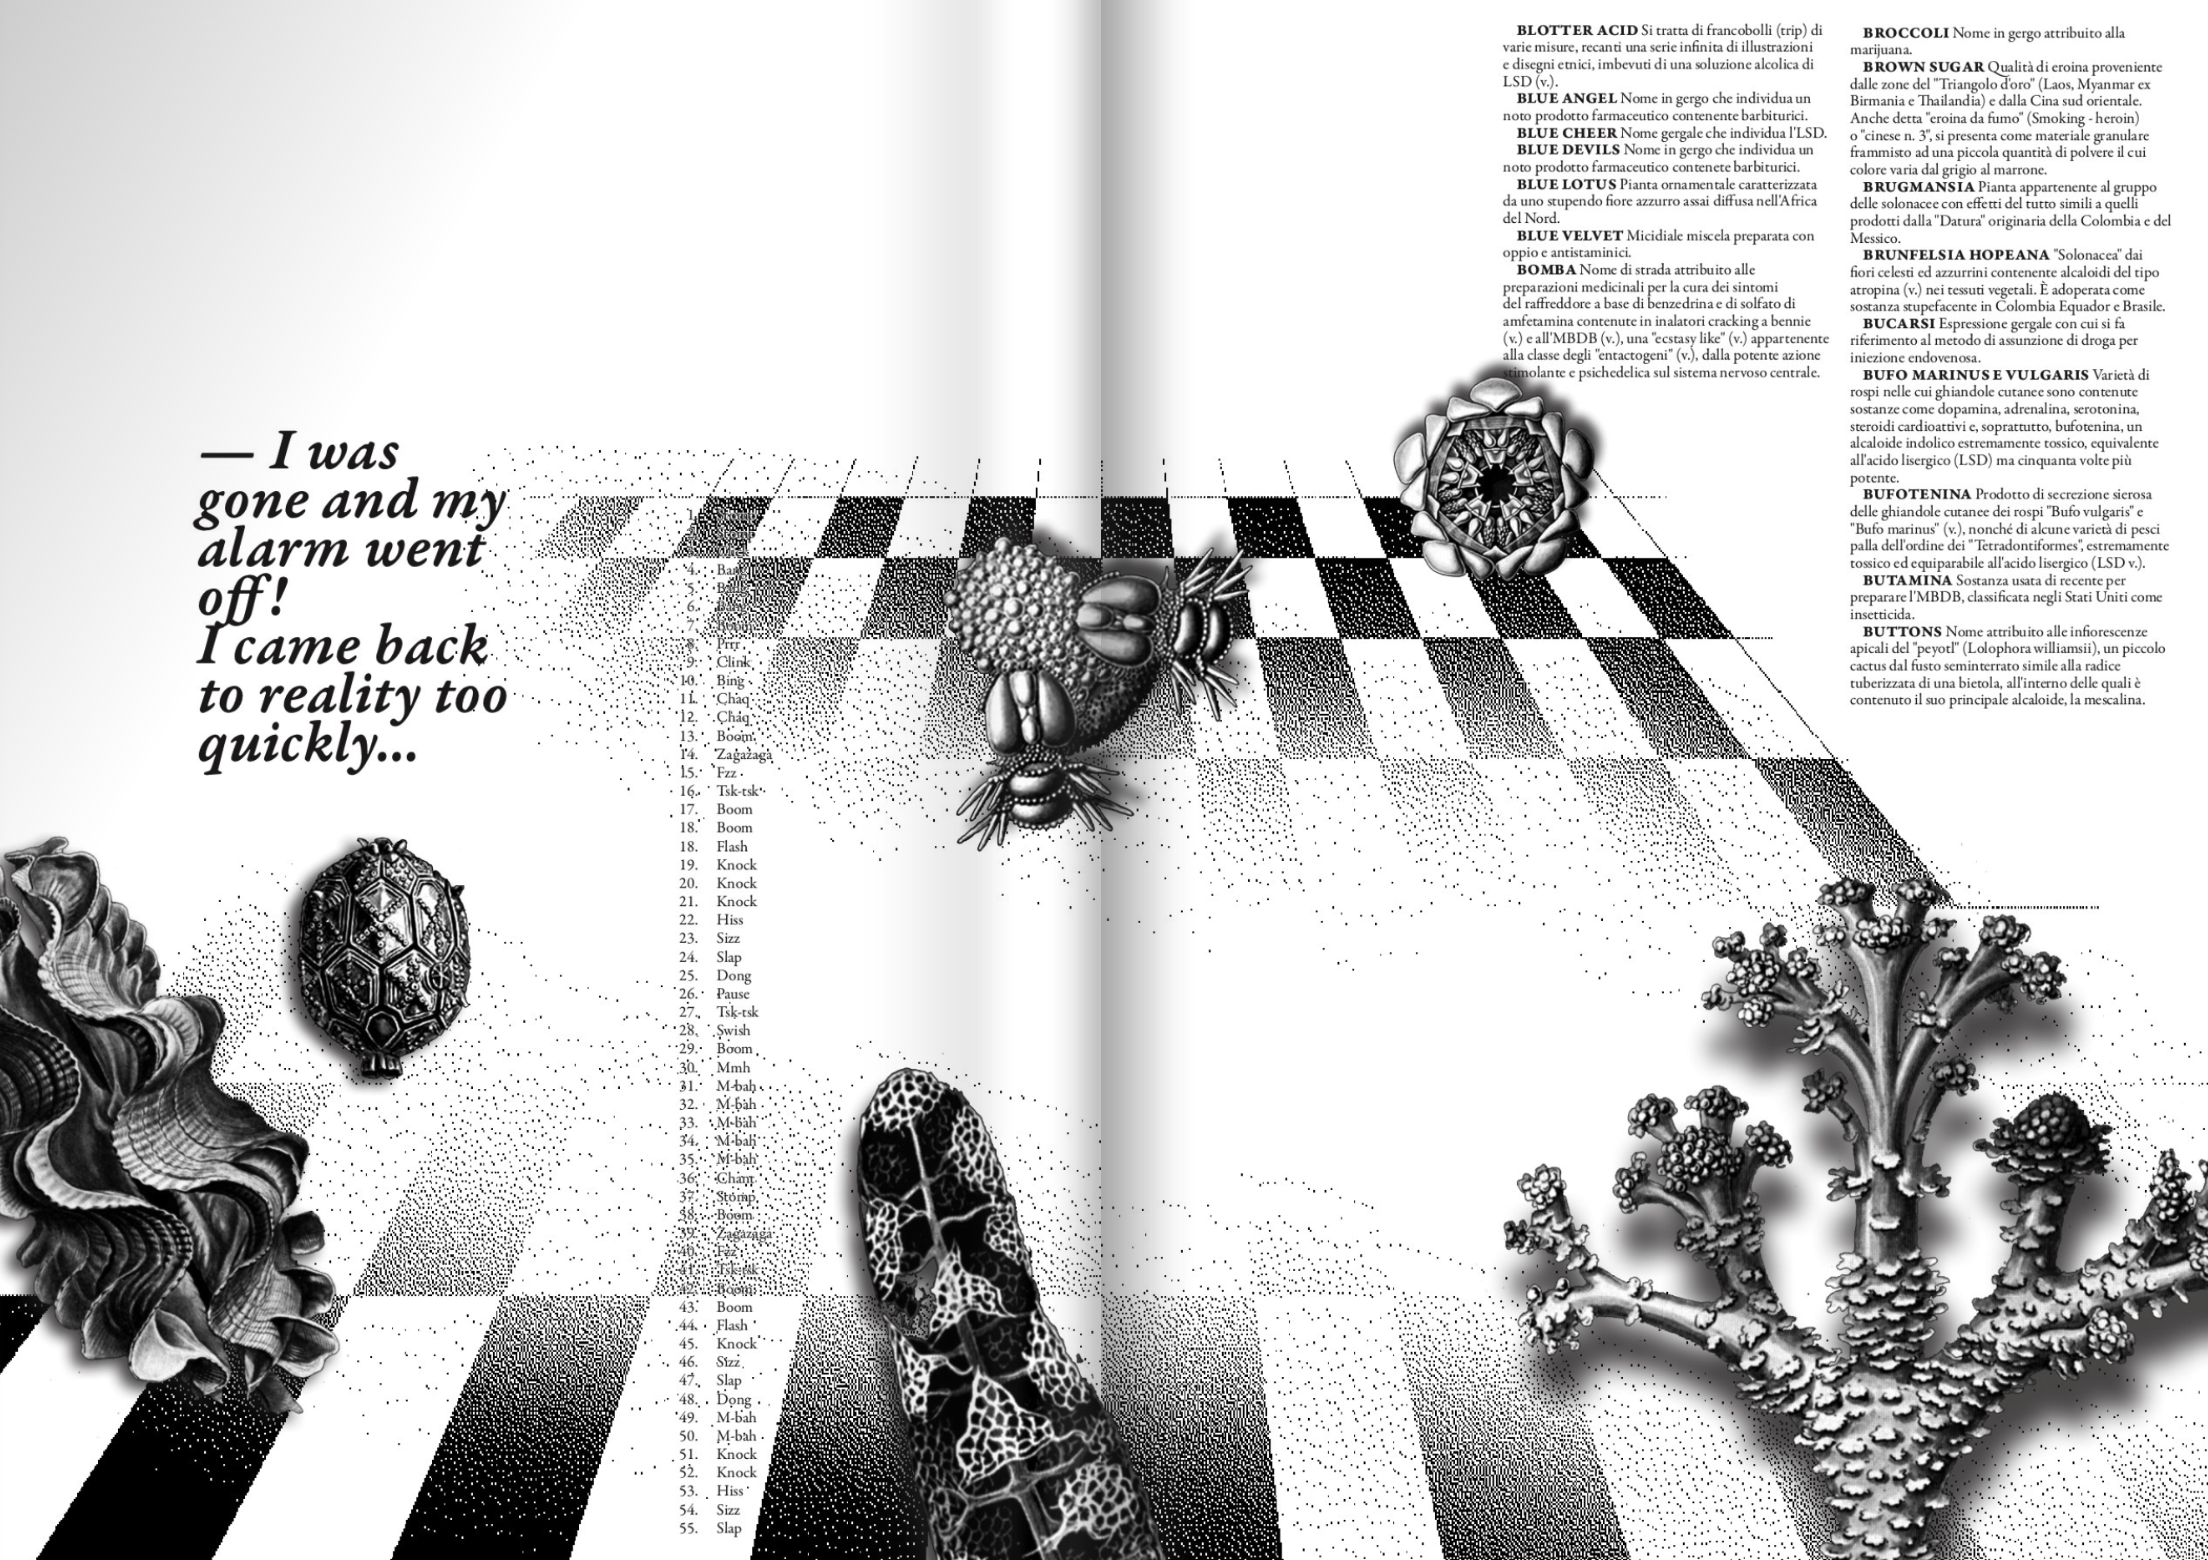 — I was
gone and my
alarm went
off!
I came back
to reality too
quickly...
1.
4. Bang
5.
6.
7.
8. Prrr
9. Clink
10. Bing
11. Chaq
12. Chaq
13. Boom
14. Zagazaga
15. Fzz
16. Tsk-tsk
17. Boom
18. Boom
18. Flash
19. Knock
20. Knock
21. Knock
22. Hiss
23. Sizz
24. Slap
25. Dong
26. Pause
27. Tsk-tsk
28. Swish
29. Boom
30. Mmh
31. M-bah
32. M-bah
33. M-bah
34. M-bah
35. M-bah
36. Chant
37. Stomp
38. Boom
39. Zagazaga
40. Fzz
41. Tsk-tsk
42. Boom
43. Boom
44. Flash
45. Knock
46. Sizz
47. Slap
48. Dong
49. M-bah
50. M-bah
51. Knock
52. Knock
53. Hiss
54. Sizz
55. Slap
BLOTTER ACID Si tratta di francobolli (trip) di
varie misure, recanti una serie infinita di illustrazioni
e disegni etnici, imbevuti di una soluzione alcolica di
LSD (v.).
BLUE ANGEL Nome in gergo che individua un
noto prodotto farmaceutico contenente barbiturici.
BLUE CHEER Nome gergale che individua l'LSD.
BLUE DEVILS Nome in gergo che individua un
noto prodotto farmaceutico contenete barbiturici.
BLUE LOTUS Pianta ornamentale caratterizzata
da uno stupendo fiore azzurro assai diffusa nell'Africa
del Nord.
BLUE VELVET Micidiale miscela preparata con
oppio e antistaminici.
BOMBA Nome di strada attribuito alle
preparazioni medicinali per la cura dei sintomi
del raffreddore a base di benzedrina e di solfato di
amfetamina contenute in inalatori cracking a bennie
(v.) e all'MBDB (v.), una "ecstasy like" (v.) appartenente
alla classe degli "entactogeni" (v.), dalla potente azione
stimolante e psichedelica sul sistema nervoso centrale.
BROCCOLI Nome in gergo attribuito alla
marijuana.
BROWN SUGAR Qualità di eroina proveniente
dalle zone del "Triangolo d'oro" (Laos, Myanmar ex
Birmania e Thailandia) e dalla Cina sud orientale.
Anche detta "eroina da fumo" (Smoking - heroin)
o "cinese n. 3", si presenta come materiale granulare
frammisto ad una piccola quantità di polvere il cui
colore varia dal grigio al marrone.
BRUGMANSIA Pianta appartenente al gruppo
delle solonacee con effetti del tutto simili a quelli
prodotti dalla "Datura" originaria della Colombia e del
Messico.
BRUNFELSIA HOPEANA "Solonacea" dai
fiori celesti ed azzurrini contenente alcaloidi del tipo
atropina (v.) nei tessuti vegetali. È adoperata come
sostanza stupefacente in Colombia Equador e Brasile.
BUCARSI Espressione gergale con cui si fa
riferimento al metodo di assunzione di droga per
iniezione endovenosa.
BUFO MARINUS E VULGARIS Varietà di
rospi nelle cui ghiandole cutanee sono contenute
sostanze come dopamina, adrenalina, serotonina,
steroidi cardioattivi e, soprattutto, bufotenina, un
alcaloide indolico estremamente tossico, equivalente
all'acido lisergico (LSD) ma cinquanta volte più
potente.
BUFOTENINA Prodotto di secrezione sierosa
delle ghiandole cutanee dei rospi "Bufo vulgaris" e
"Bufo marinus" (v.), nonché di alcune varietà di pesci
palla dell'ordine dei "Tetradontiformes", estremamente
tossico ed equiparabile all'acido lisergico (LSD v.).
BUTAMINA Sostanza usata di recente per
preparare l'MBDB, classificata negli Stati Uniti come
insetticida.
BUTTONS Nome attribuito alle infiorescenze
apicali del "peyotl" (Lolophora williamsii), un piccolo
cactus dal fusto seminterrato simile alla radice
tuberizzata di una bietola, all'interno delle quali è
contenuto il suo principale alcaloide, la mescalina.